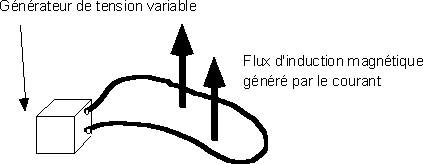 Générateur de tension variable
Flux d'induction magnétique
généré par le courant